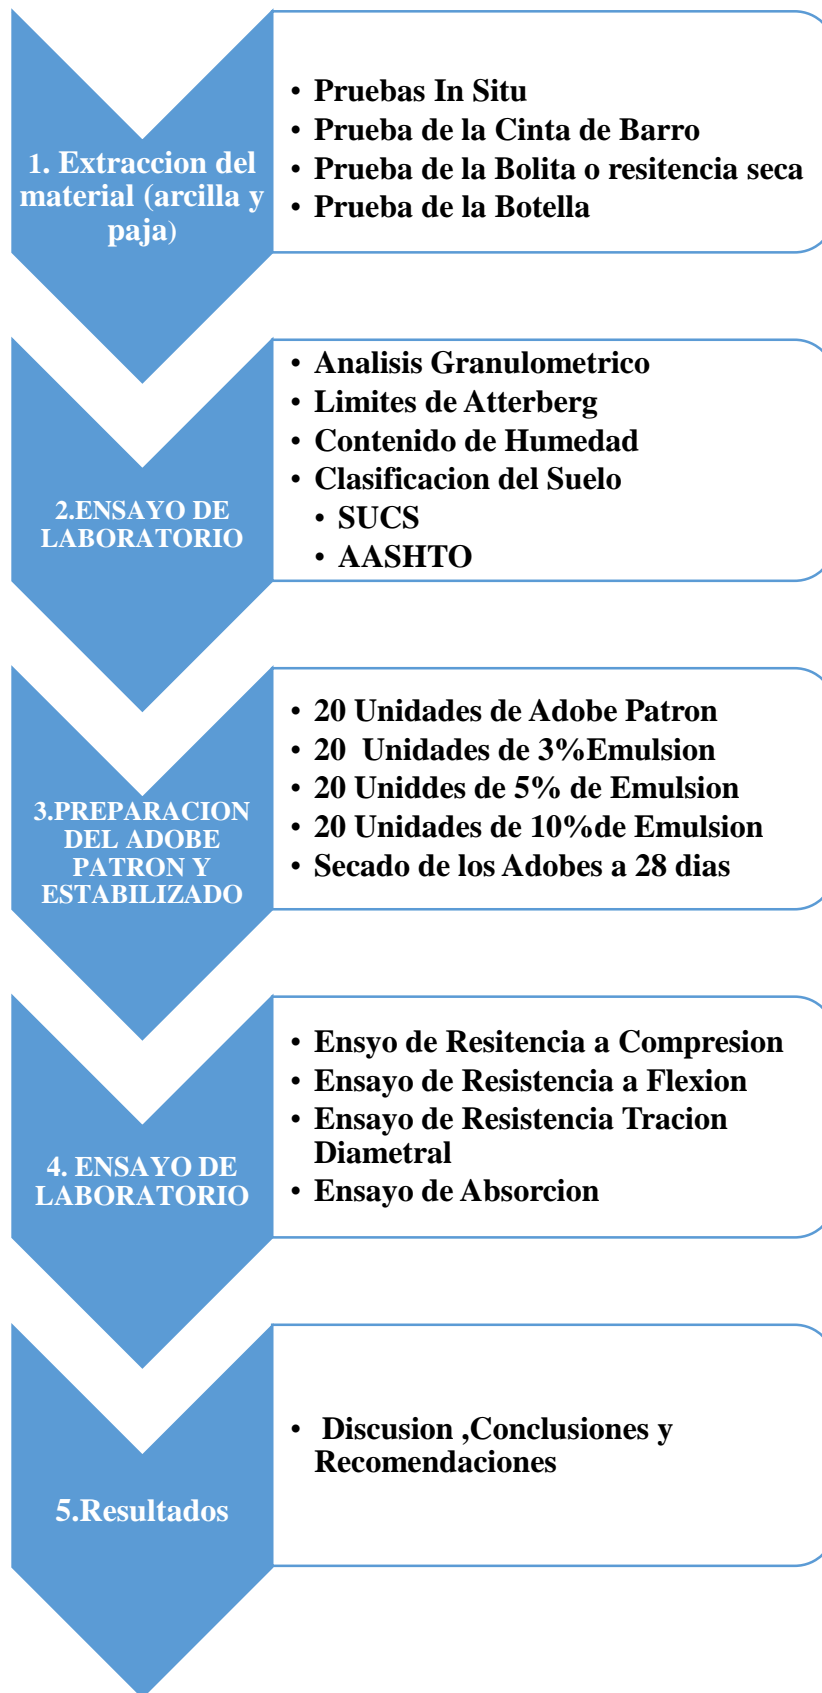 1. Extraccion del
material (arcilla y
paja)
• Pruebas In Situ
• Prueba de la Cinta de Barro
• Prueba de la Bolita o resitencia seca
• Prueba de la Botella
2.ENSAYO DE
LABORATORIO
• Analisis Granulometrico
• Limites de Atterberg
• Contenido de Humedad
• Clasificacion del Suelo
• SUCS
• AASHTO
3.PREPARACION
DEL ADOBE
PATRON Y
ESTABILIZADO
• 20 Unidades de Adobe Patron
• 20  Unidades de 3%Emulsion
• 20 Uniddes de 5% de Emulsion
• 20 Unidades de 10%de Emulsion
• Secado de los Adobes a 28 dias
4. ENSAYO DE
LABORATORIO
• Ensyo de Resitencia a Compresion
• Ensayo de Resistencia a Flexion
• Ensayo de Resistencia Tracion
Diametral
• Ensayo de Absorcion
5.Resultados
• Discusion ,Conclusiones y
Recomendaciones